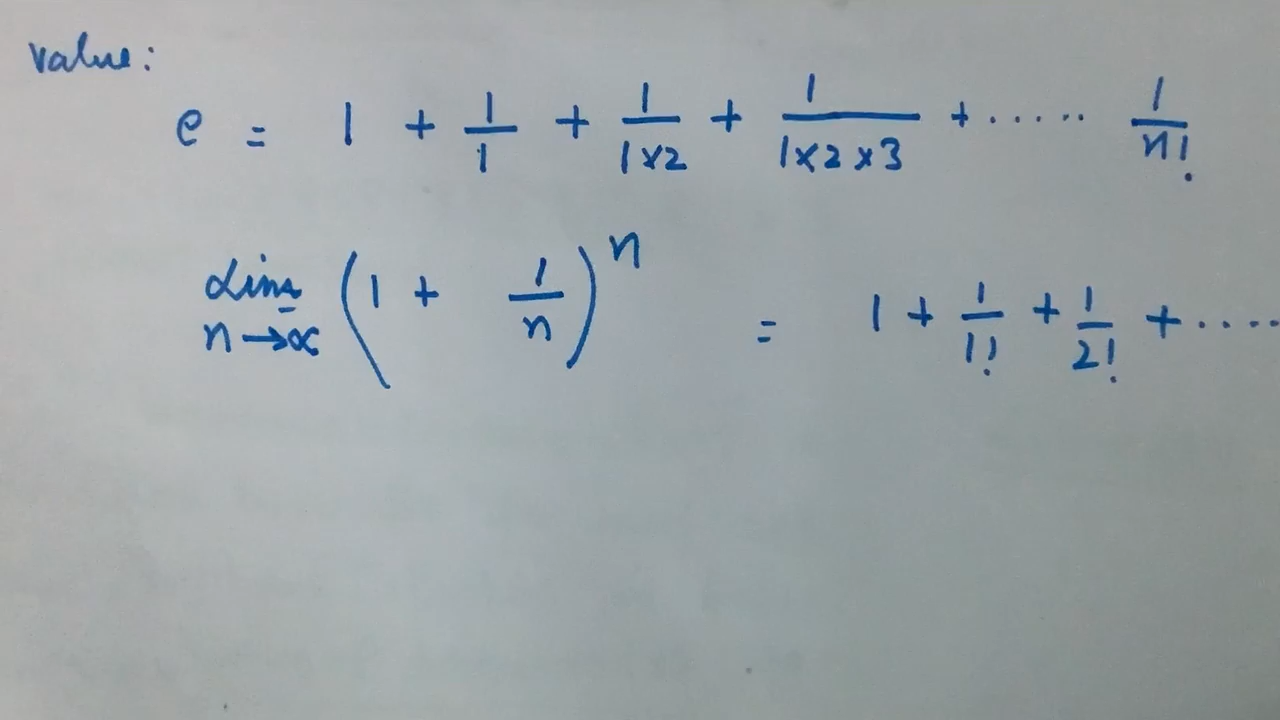 Value:
e = 1 + 1/1 + 1/1×2 + 1/1×2×3 + ..... 1/n!
Lim n→∝ (1 + 1/n)^n = 1 + 1/1! + 1/2! + ....